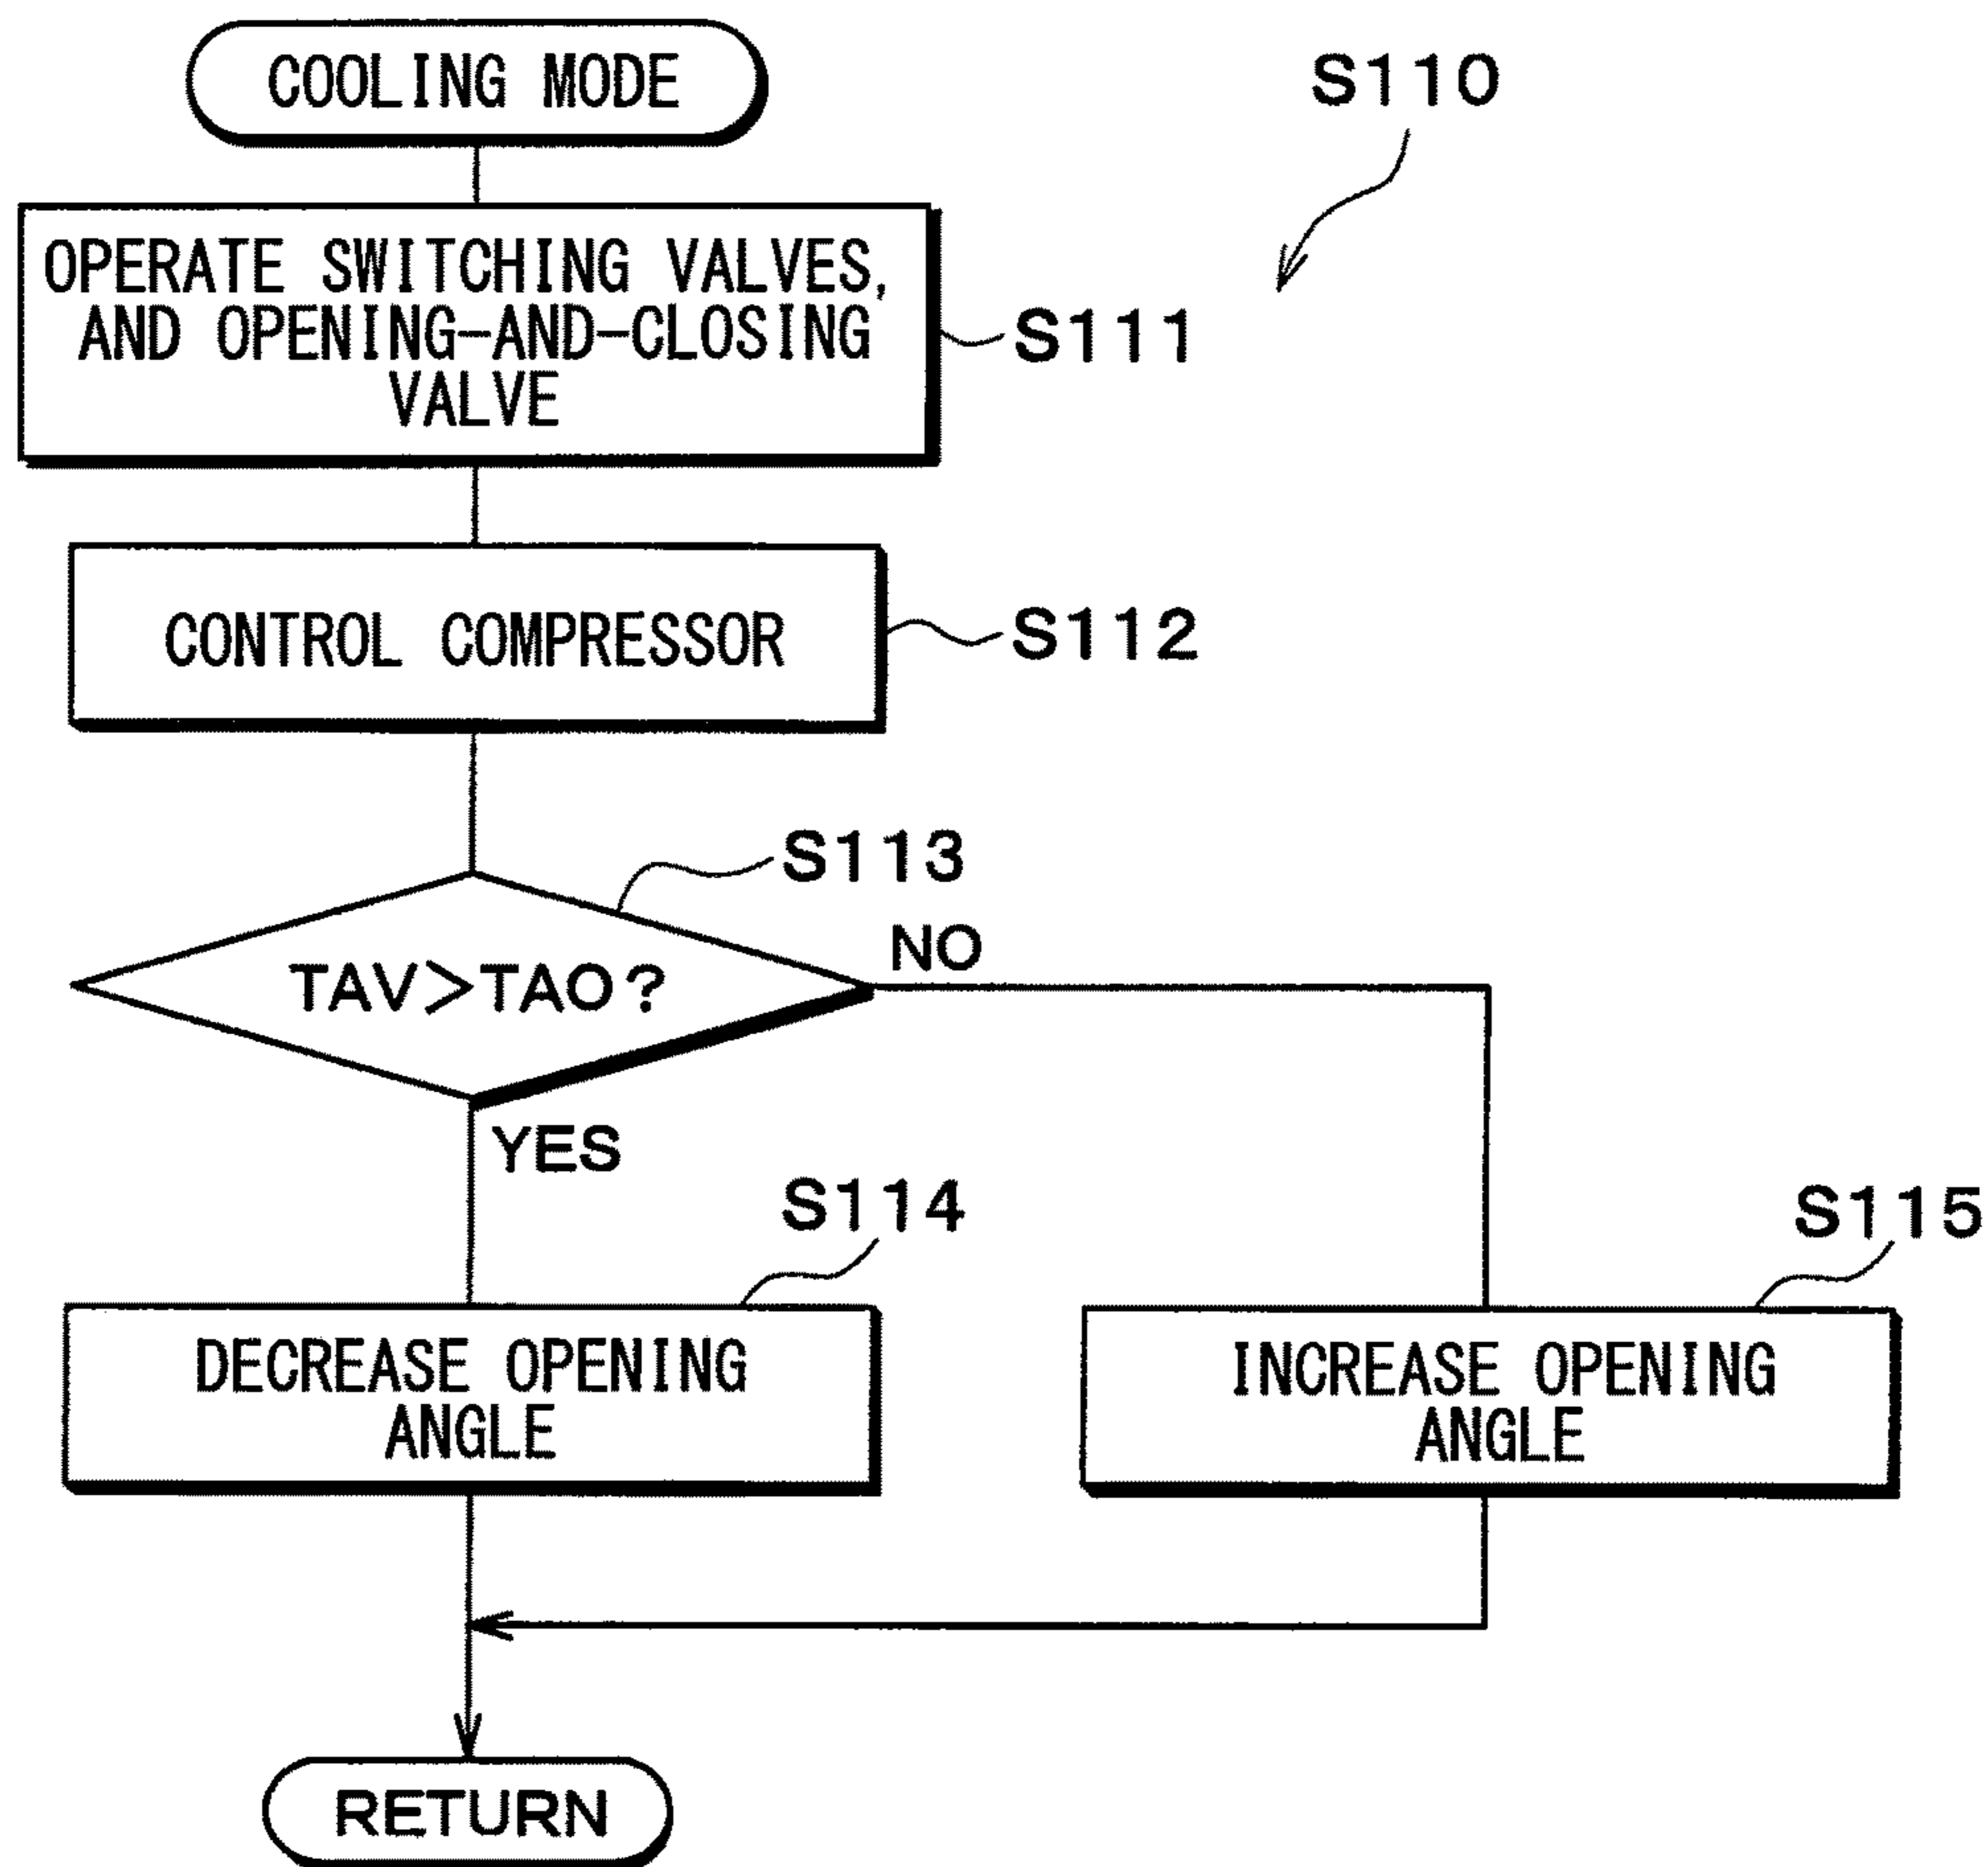 COOLING MODE
S110
OPERATE SWITCHING VALVES,
AND OPENING-AND-CLOSING
VALVE
S111
CONTROL COMPRESSOR
S112
S113
TAV>TAO?
NO
YES
S114
DECREASE OPENING
ANGLE
S115
INCREASE OPENING
ANGLE
RETURN